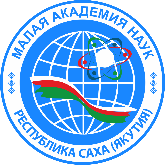 МАЛАЯ АКАДЕМИЯ НАУК
РЕСПУБЛИКА САХА (ЯКУТИЯ)